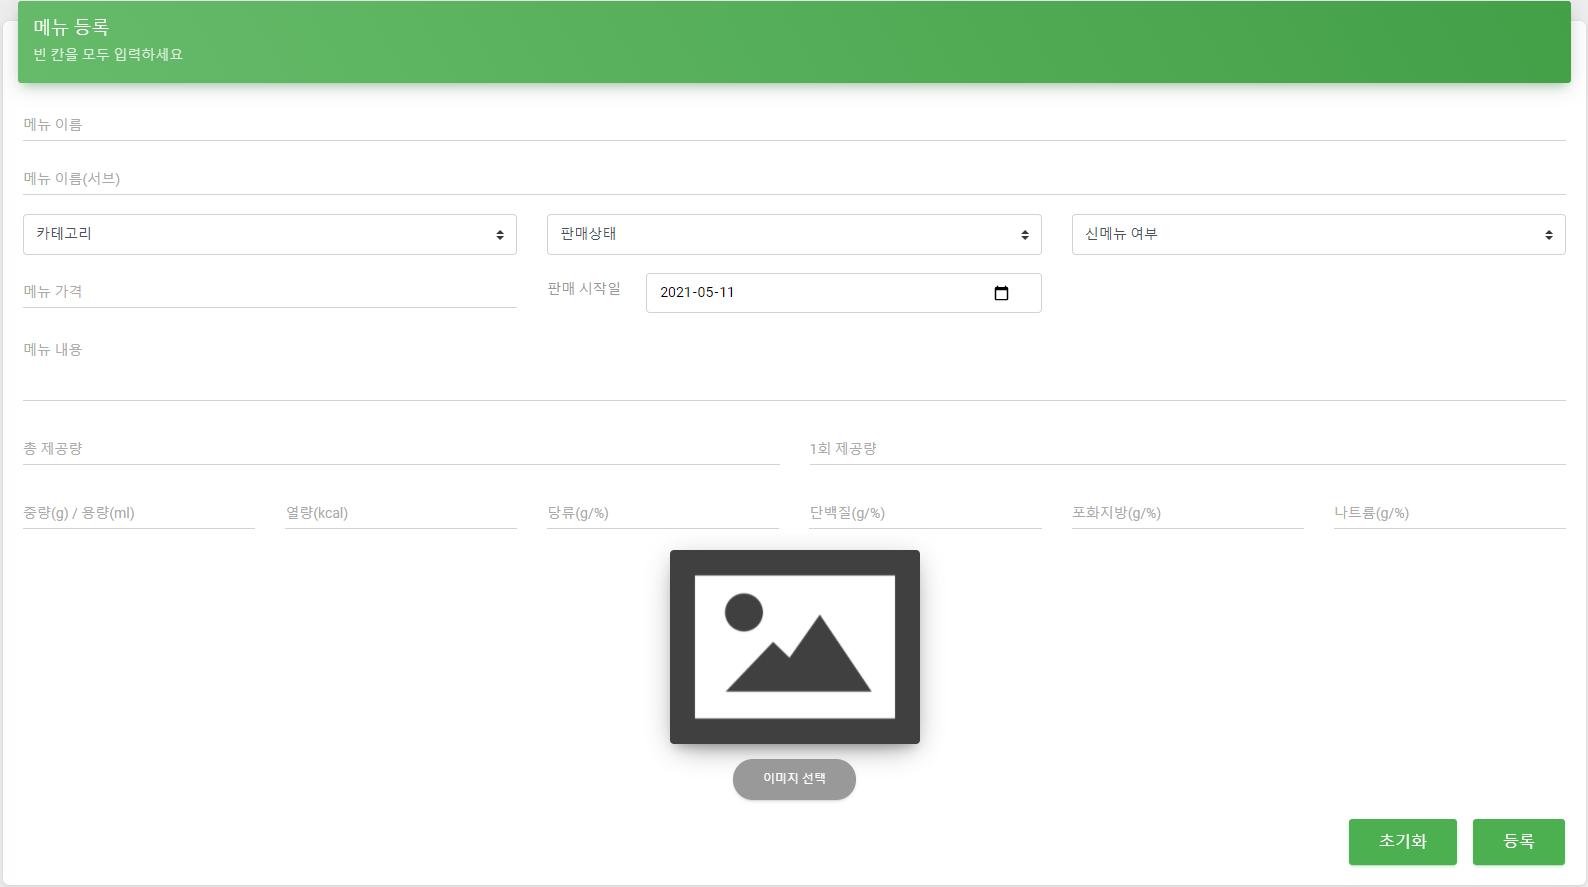 메뉴 등록
빈 칸을 모두 입력하세요
메뉴 이름
메뉴 이름(서브)
카테고리 판매상태 신메뉴 여부
메뉴 가격 판매 시작일 2021-05-11
메뉴 내용
총 제공량 1회 제공량
중량(g) / 용량(ml) 열량(kcal) 당류(g/%) 단백질(g/%) 포화지방(g/%) 나트륨(g/%)
이미지 선택
초기화 등록